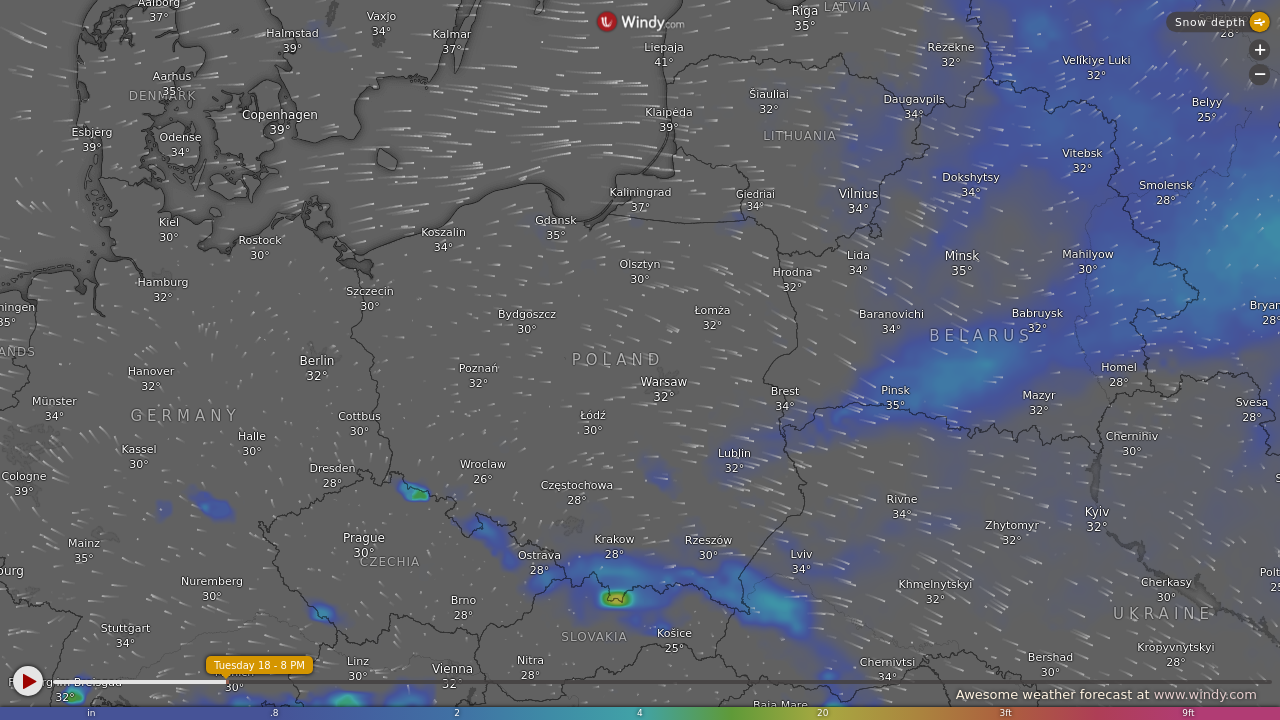 Aalborg
37°
Halmstad
39
Vaxjo
34°
Kalmar
37°
Windy.com
Liepaja
41°
Riga
35°
LATVIA
Rēzekne
32°
Velikiye Luki
32°
Snow depth
28°
+
−
Aarhus
35°
DENMARK
Copenhagen
39°
Esbjerg
39°
Odense
34°
Klaipėda
39°
Šiauliai
32°
LITHUANIA
Daugavpils
34°
Belyy
25°
Vitebsk
32°
Dokshytsy
34°
Smolensk
28°
Kiel
30°
Rostock
30°
Koszalin
34°
Gdansk
35°
Kaliningrad
37°
Giedriai
34°
Vilnius
34°
Hamburg
32°
Szczecin
30°
Olsztyn
30°
Hrodna
32°
Lida
34°
Minsk
35°
Mahilyow
30°
ningen
35°
ANDS
Bydgoszcz
30°
Łomża
32°
Baranovichi
34°
BELARUS
Babruysk
32°
Bryan
28°
Hanover
32°
Berlin
32°
Poznań
32°
POLAND
Warsaw
32°
Brest
34°
Pinsk
35°
Mazyr
32°
Homel
28°
Münster
34°
GERMANY
Cottbus
30°
Łódź
30°
Svesa
28°
Kassel
30°
Halle
30°
Chernihiv
30°
Cologne
39°
Dresden
28°
Wroclaw
26°
Częstochowa
28°
Lublin
32°
Rivne
34°
Zhytomyr
32°
Kyiv
32°
S
Mainz
35°
Prague
30°
CZECHIA
Ostrava
28°
Krakow
28°
Rzeszow
30°
Lviv
34°
burg
Nuremberg
30°
Brno
28°
Khmelnytskyi
32°
Cherkasy
30°
Polt
UKRAINE
Stuttgart
34°
SLOVAKIA
Košice
25°
Kropyvnytskyi
28°
Tuesday 18 - 8 PM
30°
Linz
30°
Vienna
32°
Nitra
28°
Chernivtsi
34°
Bershad
30°
32°
Baia Mare
Awesome weather forecast at www.windy.com
in .8 2 4 20 3ft 9ft